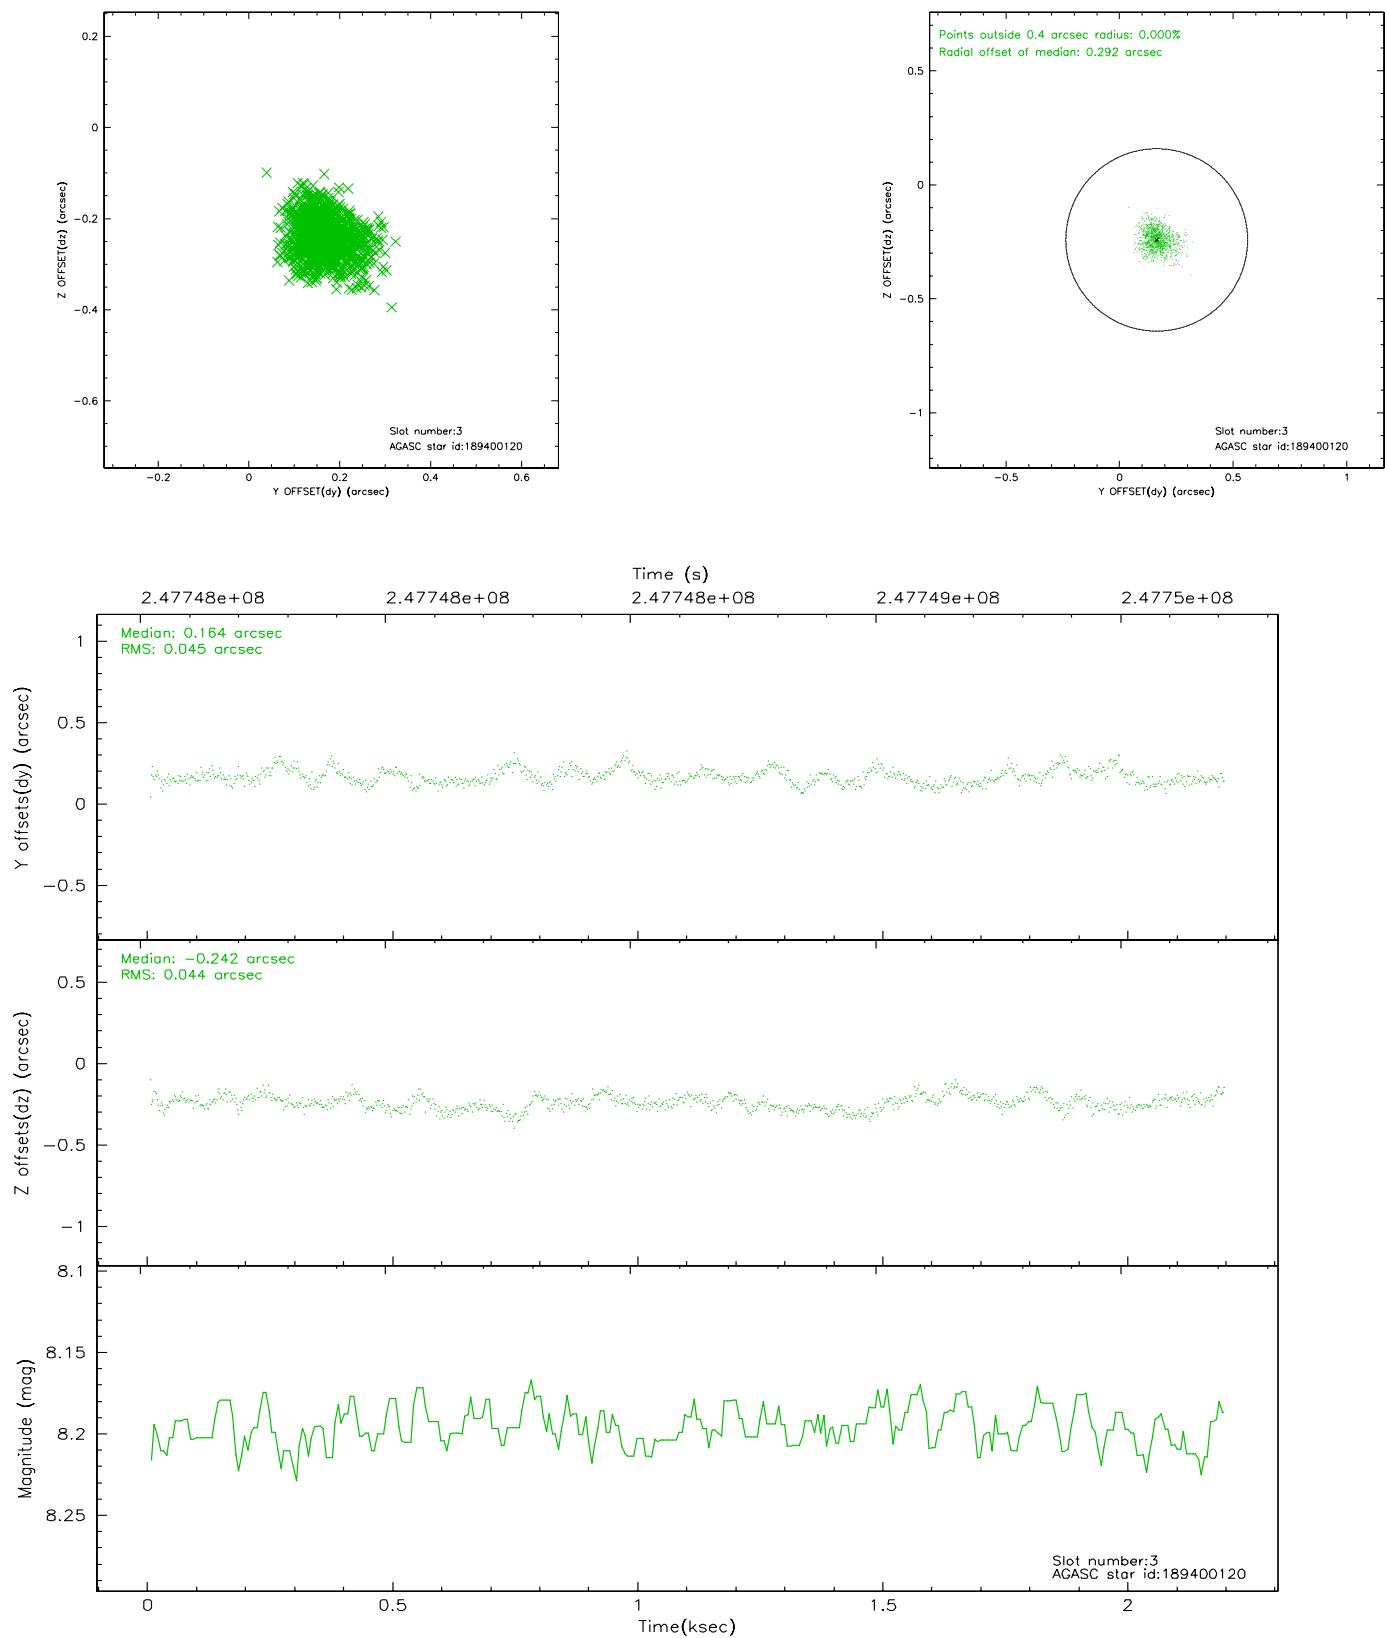 0.2
0
−0.2
−0.4
−0.6
Z OFFSET(dz) (arcsec)
Slot number:3
AGASC star id:189400120
−0.2 0 0.2 0.4 0.6
Y OFFSET(dy) (arcsec)
Points outside 0.4 arcsec radius: 0.000%
Radial offset of median: 0.292 arcsec
0.5
0
−0.5
−1
Z OFFSET(dz) (arcsec)
Slot number:3
AGASC star id:189400120
−0.5 0 0.5 1
Y OFFSET(dy) (arcsec)
Time (s)
2.47748e+08 2.47748e+08 2.47748e+08 2.47749e+08 2.4775e+08
Median: 0.164 arcsec
RMS: 0.045 arcsec
1
0.5
0
−0.5
Y offsets(dy) (arcsec)
Median: −0.242 arcsec
RMS: 0.044 arcsec
0.5
0
−0.5
−1
Z offsets(dz) (arcsec)
8.1
8.15
8.2
8.25
Magnitude (mag)
Slot number:3
AGASC star id:189400120
0 0.5 1 1.5 2
Time(ksec)